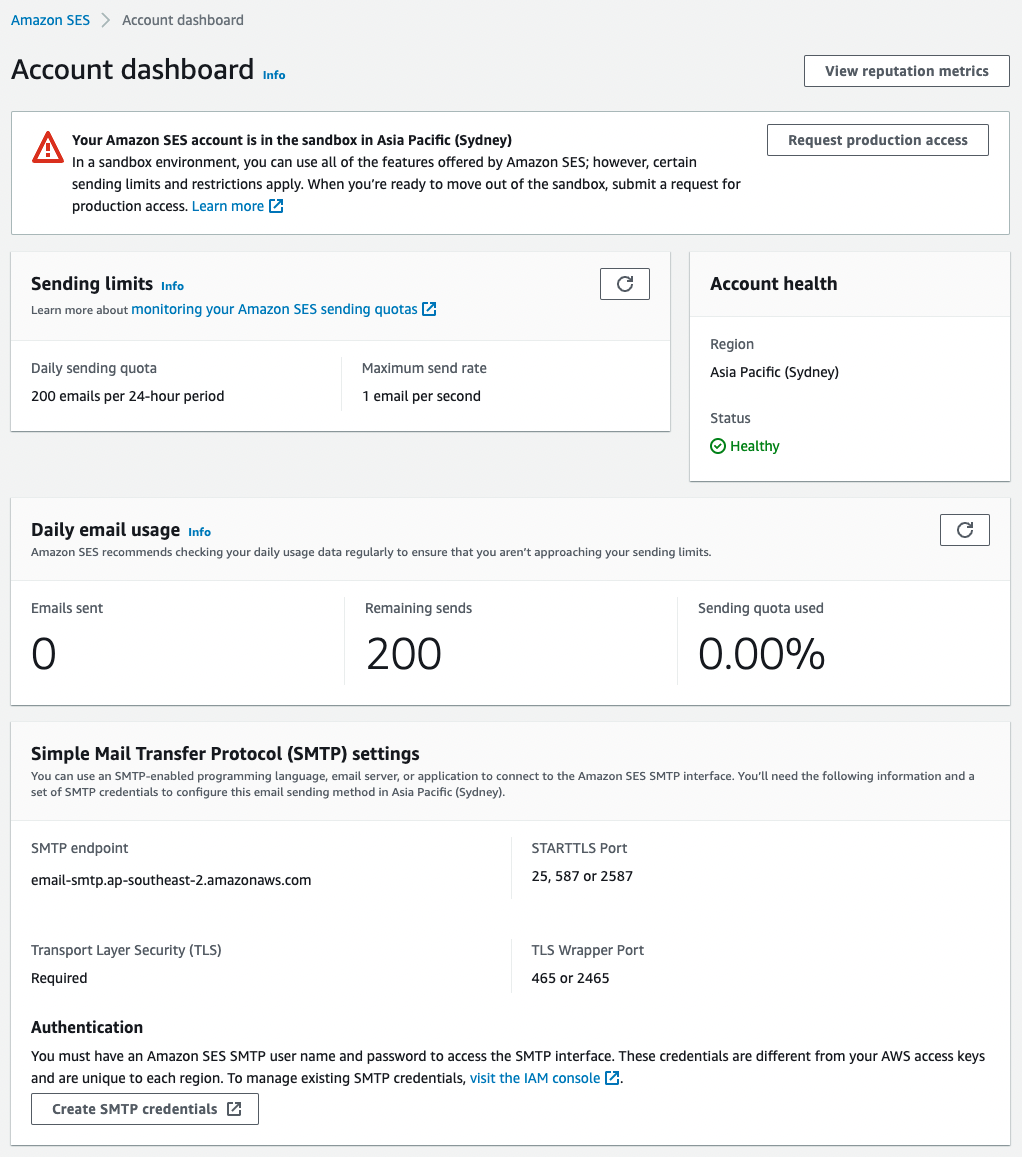 Amazon SES > Account dashboard
Account dashboard Info
View reputation metrics
Your Amazon SES account is in the sandbox in Asia Pacific (Sydney)
Request production access
In a sandbox environment, you can use all of the features offered by Amazon SES; however, certain
sending limits and restrictions apply. When you're ready to move out of the sandbox, submit a request for
production access. Learn more
Sending limits Info
Learn more about monitoring your Amazon SES sending quotas
Daily sending quota
200 emails per 24-hour period
Maximum send rate
1 email per second
Account health
Region
Asia Pacific (Sydney)
Status
Healthy
Daily email usage Info
Amazon SES recommends checking your daily usage data regularly to ensure that you aren't approaching your sending limits.
Emails sent
0
Remaining sends
200
Sending quota used
0.00%
Simple Mail Transfer Protocol (SMTP) settings
You can use an SMTP-enabled programming language, email server, or application to connect to the Amazon SES SMTP interface. You'll need the following information and a
set of SMTP credentials to configure this email sending method in Asia Pacific (Sydney).
SMTP endpoint
email-smtp.ap-southeast-2.amazonaws.com
STARTTLS Port
25, 587 or 2587
Transport Layer Security (TLS)
Required
TLS Wrapper Port
465 or 2465
Authentication
You must have an Amazon SES SMTP user name and password to access the SMTP interface. These credentials are different from your AWS access keys
and are unique to each region. To manage existing SMTP credentials, visit the IAM console.
Create SMTP credentials